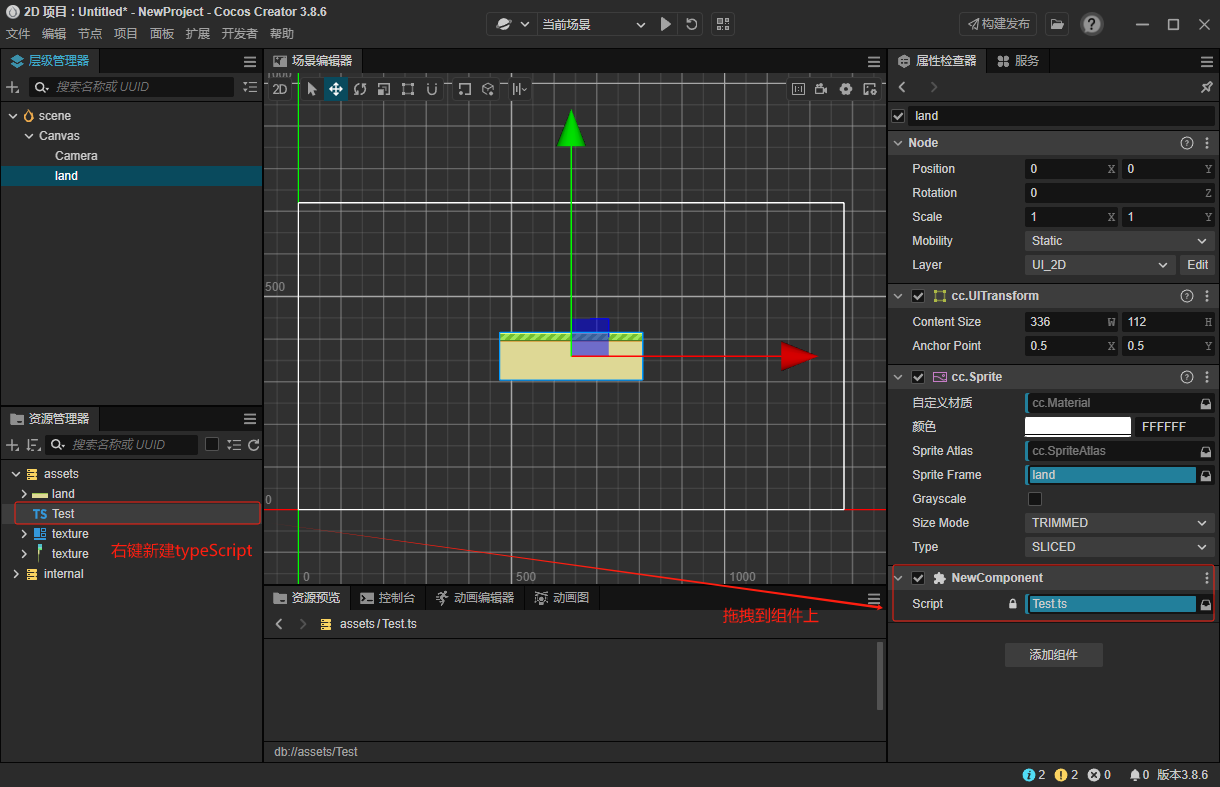 2D 项目 : Untitled* - NewProject - Cocos Creator 3.8.6
文件 编辑 节点 项目 面板 扩展 开发者 帮助
当前场景
构建发布
层级管理器
搜索名称或 UUID
scene
Canvas
Camera
land
资源管理器
搜索名称或 UUID
assets
land
TS Test
texture
texture
internal
右键新建typeScript
场景编辑器
1000
2D
500
0
0 500 1000
资源预览 控制台 动画编辑器 动画图
assets / Test.ts
拖拽到组件上
db://assets/Test
属性检查器 服务
land
Node
Position 0 X 0 Y
Rotation 0 Z
Scale 1 X 1 Y
Mobility Static
Layer UI_2D Edit
cc.UITransform
Content Size 336 W 112 H
Anchor Point 0.5 X 0.5 Y
cc.Sprite
自定义材质 cc.Material
颜色 FFFFFF
Sprite Atlas cc.SpriteAtlas
Sprite Frame land
Grayscale
Size Mode TRIMMED
Type SLICED
NewComponent
Script Test.ts
添加组件
2 2 0 0 版本3.8.6